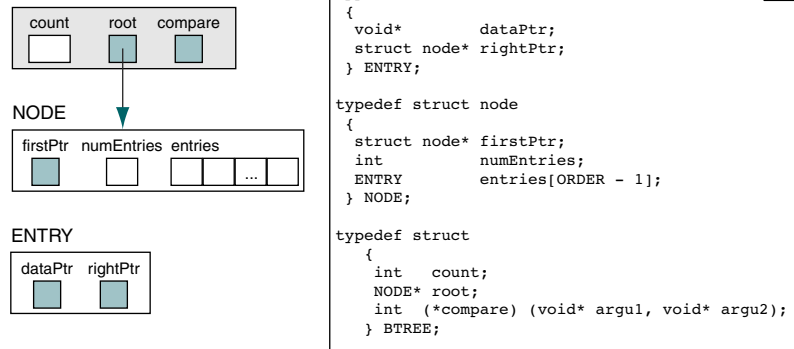 count root compare
NODE
firstPtr numEntries entries
...
ENTRY
dataPtr rightPtr
{
void* dataPtr;
struct node* rightPtr;
} ENTRY;
typedef struct node
{
struct node* firstPtr;
int numEntries;
ENTRY entries[ORDER - 1];
} NODE;
typedef struct
{
int count;
NODE* root;
int (*compare) (void* argu1, void* argu2);
} BTREE;